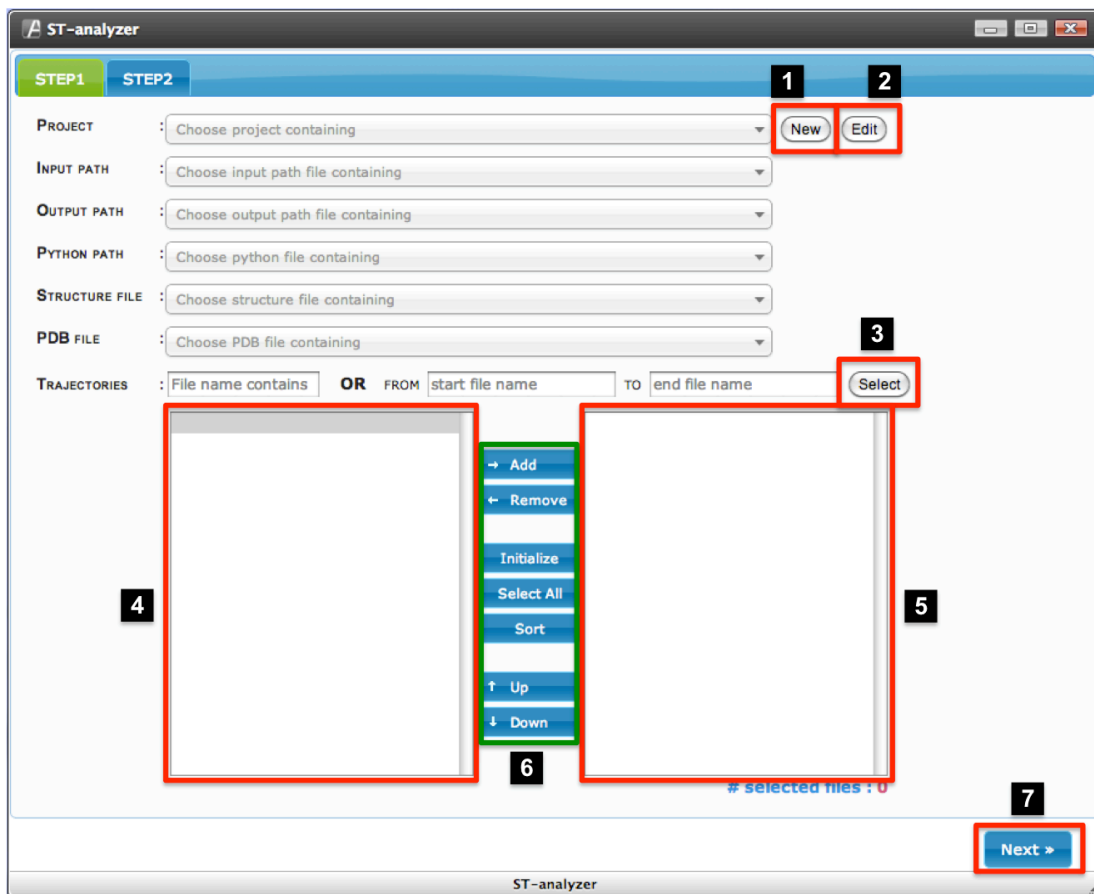 ST-analyzer
STEP1 STEP2
1 2
PROJECT : Choose project containing New Edit
INPUT PATH : Choose input path file containing
OUTPUT PATH : Choose output path file containing
PYTHON PATH : Choose python file containing
STRUCTURE FILE : Choose structure file containing
PDB FILE : Choose PDB file containing
3
TRAJECTORIES : File name contains OR FROM start file name TO end file name Select
→ Add
← Remove
Initialize
Select All
4 5
Sort
↑ Up
↓ Down
6
# selected files : 0
7
Next »
ST-analyzer